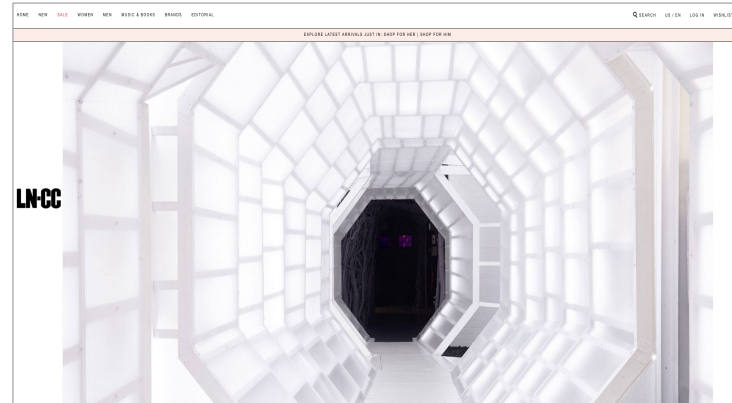 HOME NEW SALE WOMEN MEN MUSIC & BOOKS BRANDS EDITORIAL SEARCH US / EN LOG IN WISHLIST
EXPLORE LATEST ARRIVALS JUST IN: SHOP FOR HER | SHOP FOR HIM
LN-CC